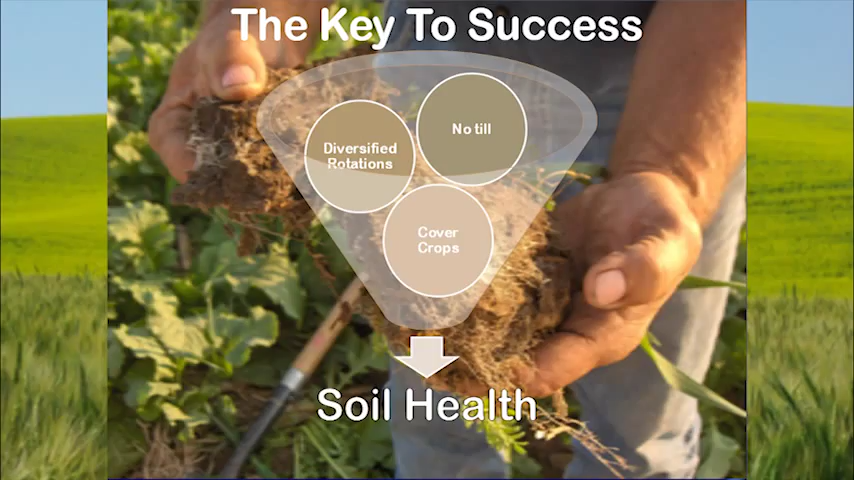 The Key To Success
No till
Diversified
Rotations
Cover
Crops
Soil Health